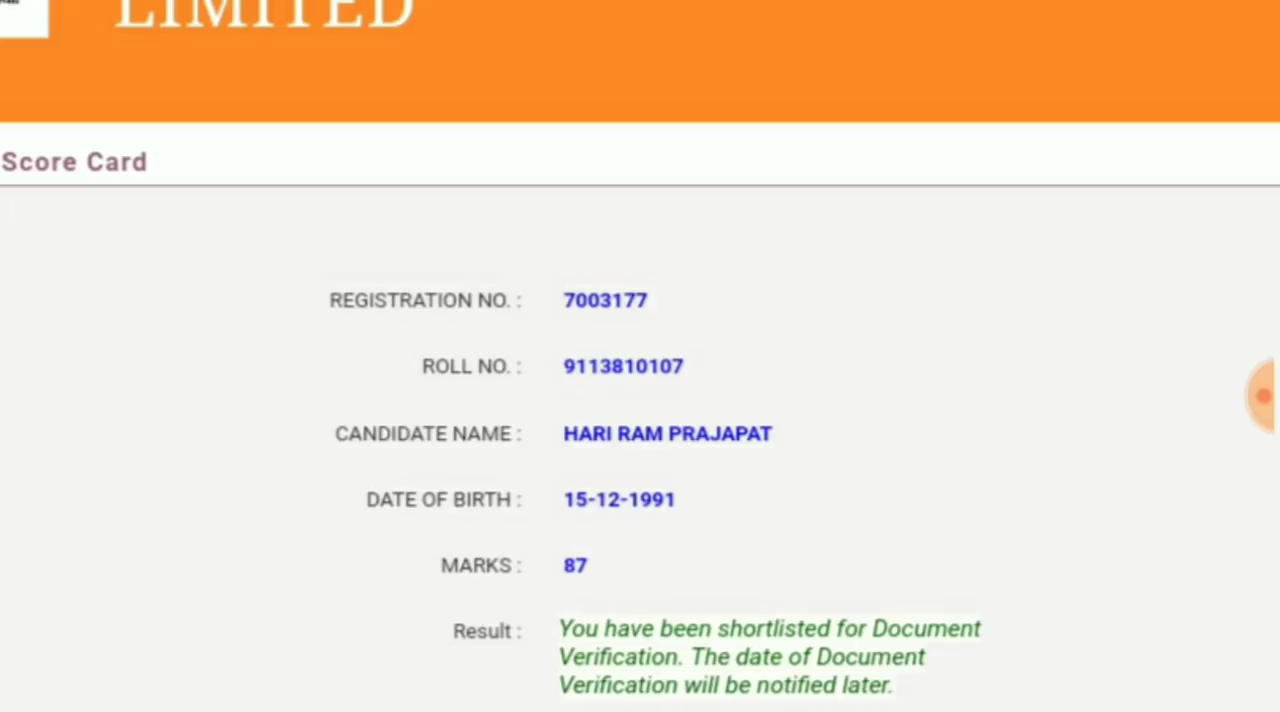 LIMITED
Score Card
REGISTRATION NO. : 7003177
ROLL NO. : 9113810107
CANDIDATE NAME : HARI RAM PRAJAPAT
DATE OF BIRTH : 15-12-1991
MARKS : 87
Result : You have been shortlisted for Document
Verification. The date of Document
Verification will be notified later.